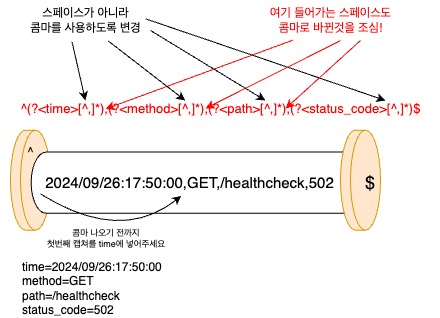 스페이스가 아니라
콤마를 사용하도록 변경
여기 들어가는 스페이스도
콤마로 바뀐것을 조심!
^(?<time>[^,]*),(?<method>[^,]*),(?<path>[^,]*),(?<status_code>[^,]*)$
^
2024/09/26:17:50:00,GET,/healthcheck,502
$
콤마 나오기 전까지
첫번째 캡쳐를 time에 넣어주세요
time=2024/09/26:17:50:00
method=GET
path=/healthcheck
status_code=502